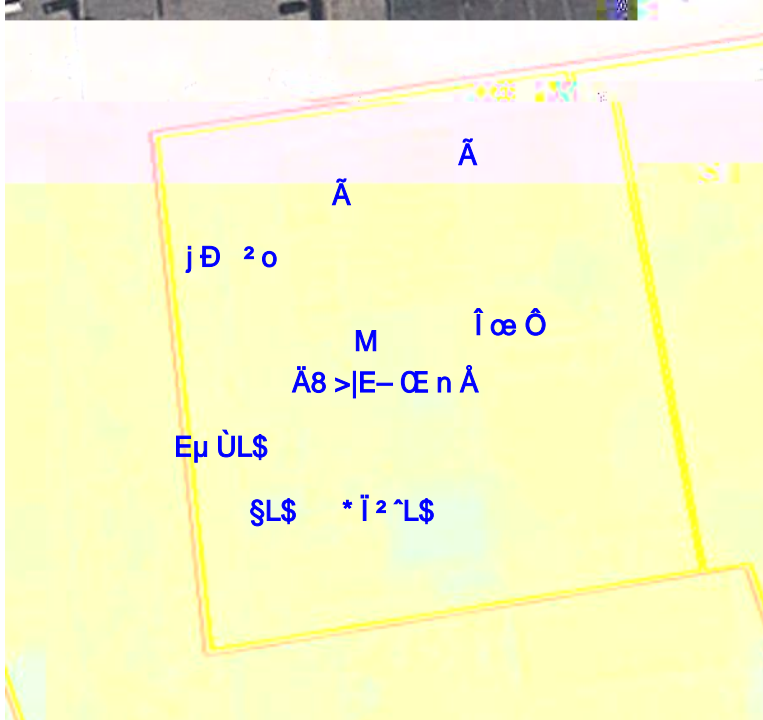 Ã
Ã
j Đ ² o
Î œ Ô
M
Ä8 >|E– Œ n Å
Eµ ÙL$
§L$ * Ï ² ˆL$